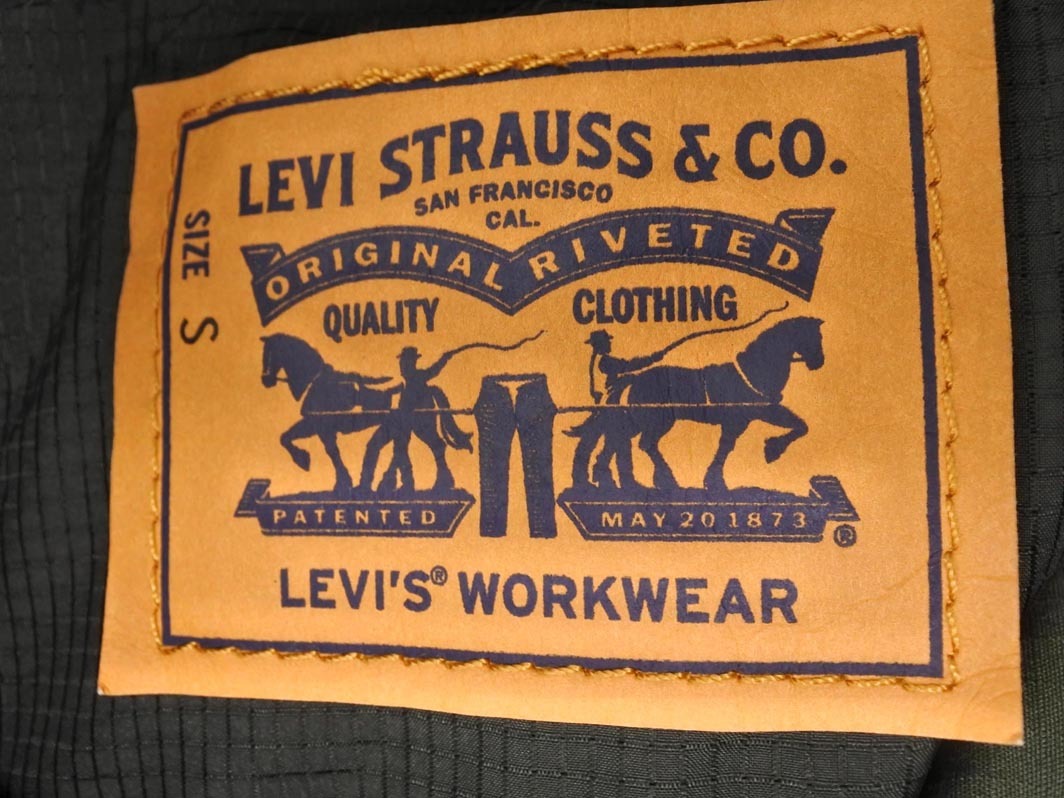 LEVI STRAUSS & CO.
SAN FRANCISCO
CAL.
ORIGINAL RIVETED
QUALITY CLOTHING
PATENTED MAY 20 1873 ®
LEVI'S® WORKWEAR
SIZE S